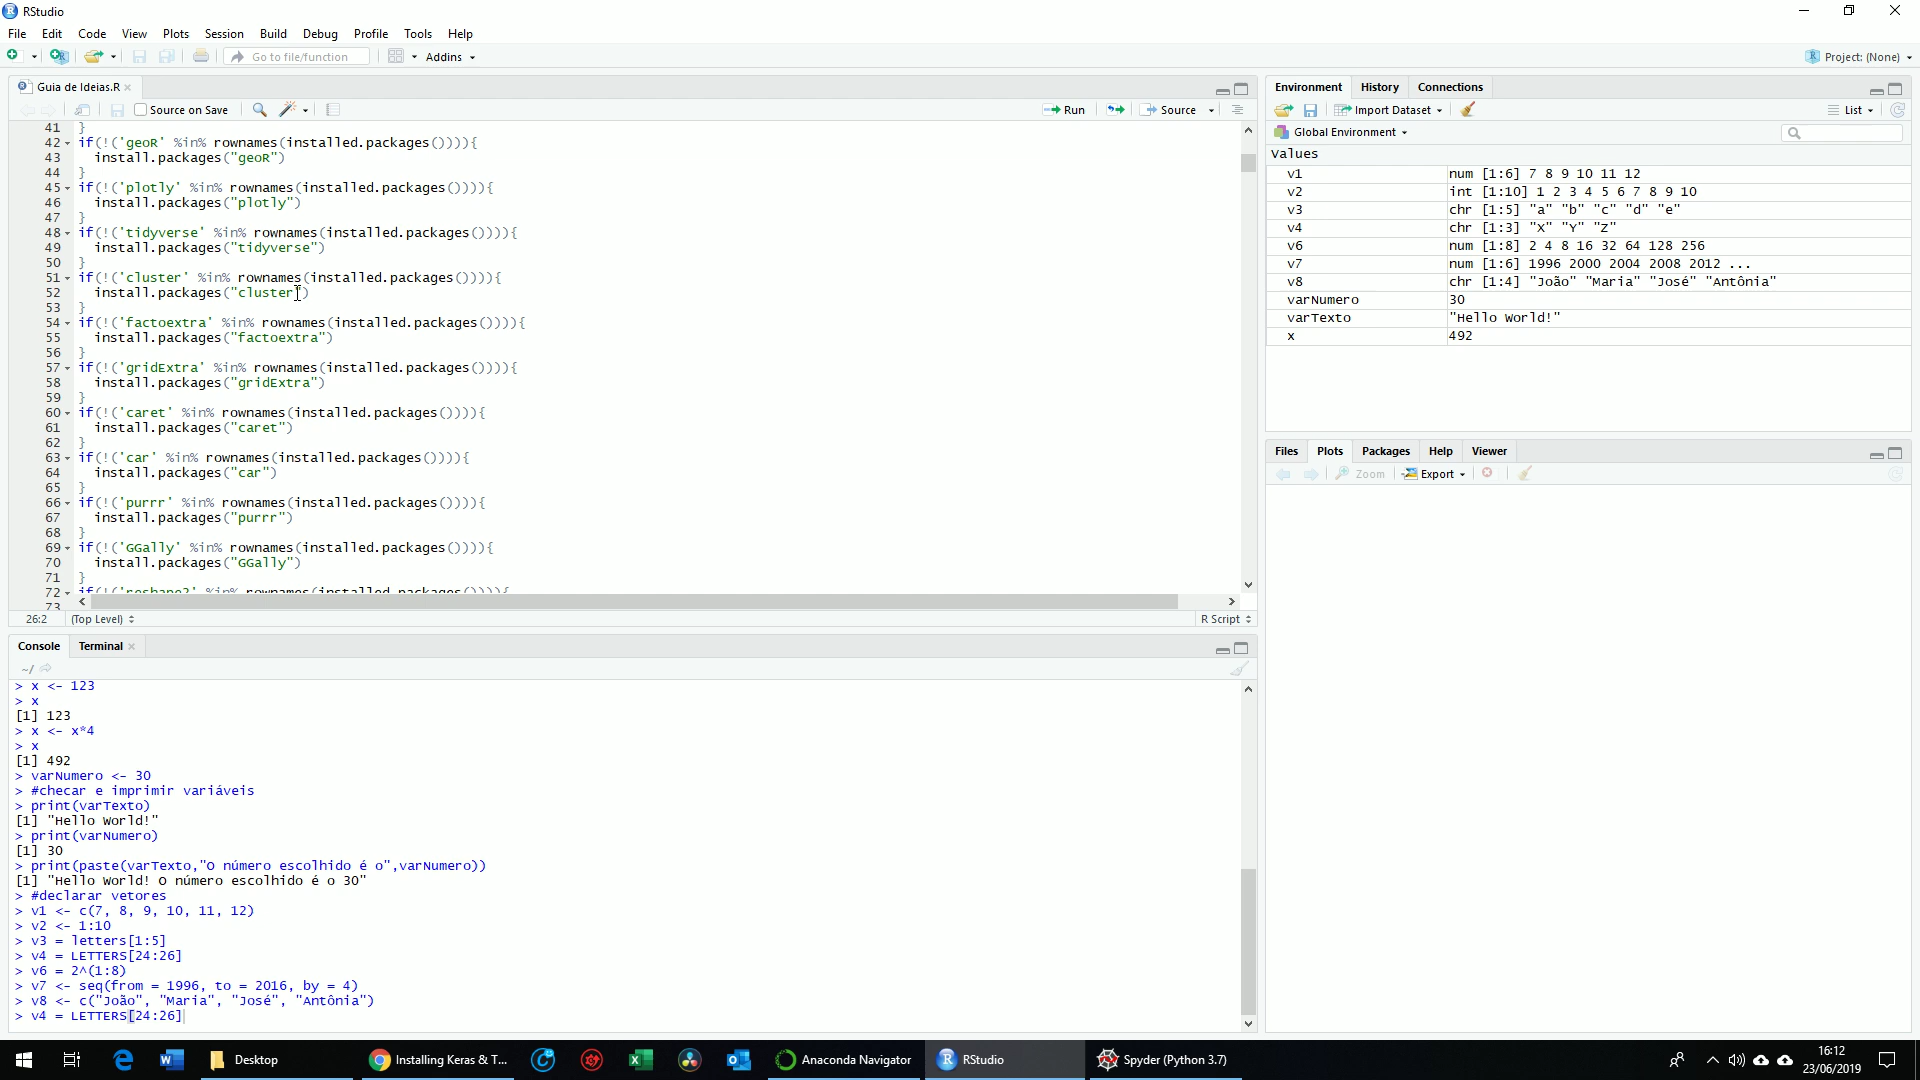 RStudio
File Edit Code View Plots Session Build Debug Profile Tools Help
Go to file/function Addins Project: (None)
Guia de Ideias.R
Source on Save Run Source
41 }
42 if(!('geoR' %in% rownames(installed.packages()))){
43 install.packages("geoR")
44 }
45 if(!('plotly' %in% rownames(installed.packages()))){
46 install.packages("plotly")
47 }
48 if(!('tidyverse' %in% rownames(installed.packages()))){
49 install.packages("tidyverse")
50 }
51 if(!('cluster' %in% rownames(installed.packages()))){
52 install.packages("cluster")
53 }
54 if(!('factoextra' %in% rownames(installed.packages()))){
55 install.packages("factoextra")
56 }
57 if(!('gridExtra' %in% rownames(installed.packages()))){
58 install.packages("gridExtra")
59 }
60 if(!('caret' %in% rownames(installed.packages()))){
61 install.packages("caret")
62 }
63 if(!('car' %in% rownames(installed.packages()))){
64 install.packages("car")
65 }
66 if(!('purrr' %in% rownames(installed.packages()))){
67 install.packages("purrr")
68 }
69 if(!('GGally' %in% rownames(installed.packages()))){
70 install.packages("GGally")
71 }
72 if(!('reshape2' %in% rownames(installed.packages()))){
73
26:2 (Top Level) R Script
Console Terminal
~/
> x <- 123
> x
[1] 123
> x <- x*4
> x
[1] 492
> varNumero <- 30
> #checar e imprimir variáveis
> print(varTexto)
[1] "Hello World!"
> print(varNumero)
[1] 30
> print(paste(varTexto,"O número escolhido é o",varNumero))
[1] "Hello World! O número escolhido é o 30"
> #declarar vetores
> v1 <- c(7, 8, 9, 10, 11, 12)
> v2 <- 1:10
> v3 = letters[1:5]
> v4 = LETTERS[24:26]
> v6 = 2^(1:8)
> v7 <- seq(from = 1996, to = 2016, by = 4)
> v8 <- c("João", "Maria", "José", "Antônia")
> v4 = LETTERS[24:26]
Environment History Connections
Import Dataset List
Global Environment
Values
v1 num [1:6] 7 8 9 10 11 12
v2 int [1:10] 1 2 3 4 5 6 7 8 9 10
v3 chr [1:5] "a" "b" "c" "d" "e"
v4 chr [1:3] "X" "Y" "Z"
v6 num [1:8] 2 4 8 16 32 64 128 256
v7 num [1:6] 1996 2000 2004 2008 2012 ...
v8 chr [1:4] "João" "Maria" "José" "Antônia"
varNumero 30
varTexto "Hello World!"
x 492
Files Plots Packages Help Viewer
Zoom Export
Desktop Installing Keras & T... Anaconda Navigator RStudio Spyder (Python 3.7)
16:12
23/06/2019